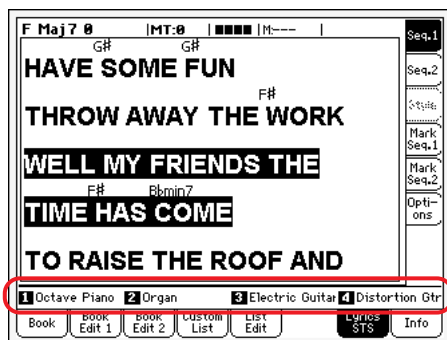 F Maj7 0 |MT:0 | |M:--- |
Seq.1
G# G#
HAVE SOME FUN
Seq.2
F#
THROW AWAY THE WORK
Style
Mark Seq.1
WELL MY FRIENDS THE
Mark Seq.2
F# Bbmin7
TIME HAS COME
Opti-ons
TO RAISE THE ROOF AND
1 Octave Piano 2 Organ 3 Electric Guitar 4 Distortion Gtr
Book Book Edit 1 Book Edit 2 Custom List List Edit Lyrics STS Info